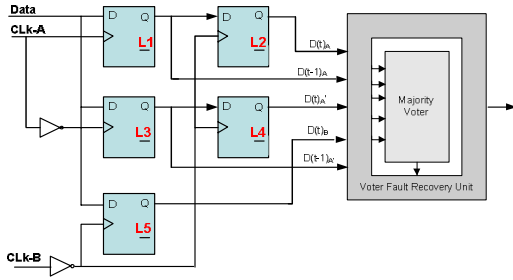 Data
CLk-A
D Q
L1
D Q
L2
D(t)A
D(t-1)A
D Q
L3
D Q
L4
D(t)A'
D(t)B
D(t-1)A'
D Q
L5
CLk-B
Majority
Voter
Voter Fault Recovery Unit